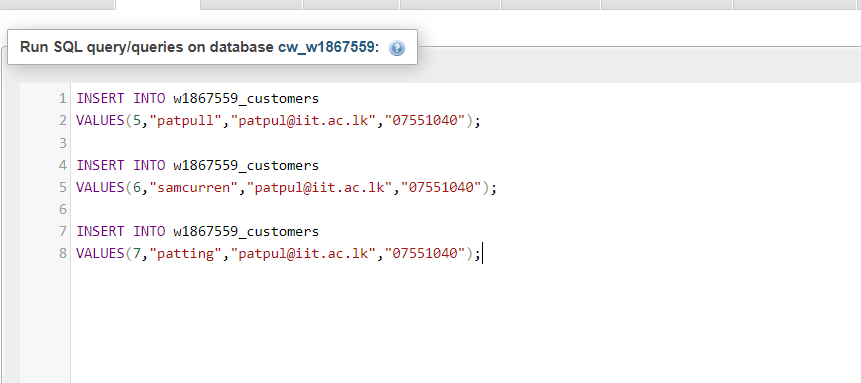 Run SQL query/queries on database cw_w1867559:
1 INSERT INTO w1867559_customers
2 VALUES(5,"patpull","patpul@iit.ac.lk","07551040");
3
4 INSERT INTO w1867559_customers
5 VALUES(6,"samcurren","patpul@iit.ac.lk","07551040");
6
7 INSERT INTO w1867559_customers
8 VALUES(7,"patting","patpul@iit.ac.lk","07551040");